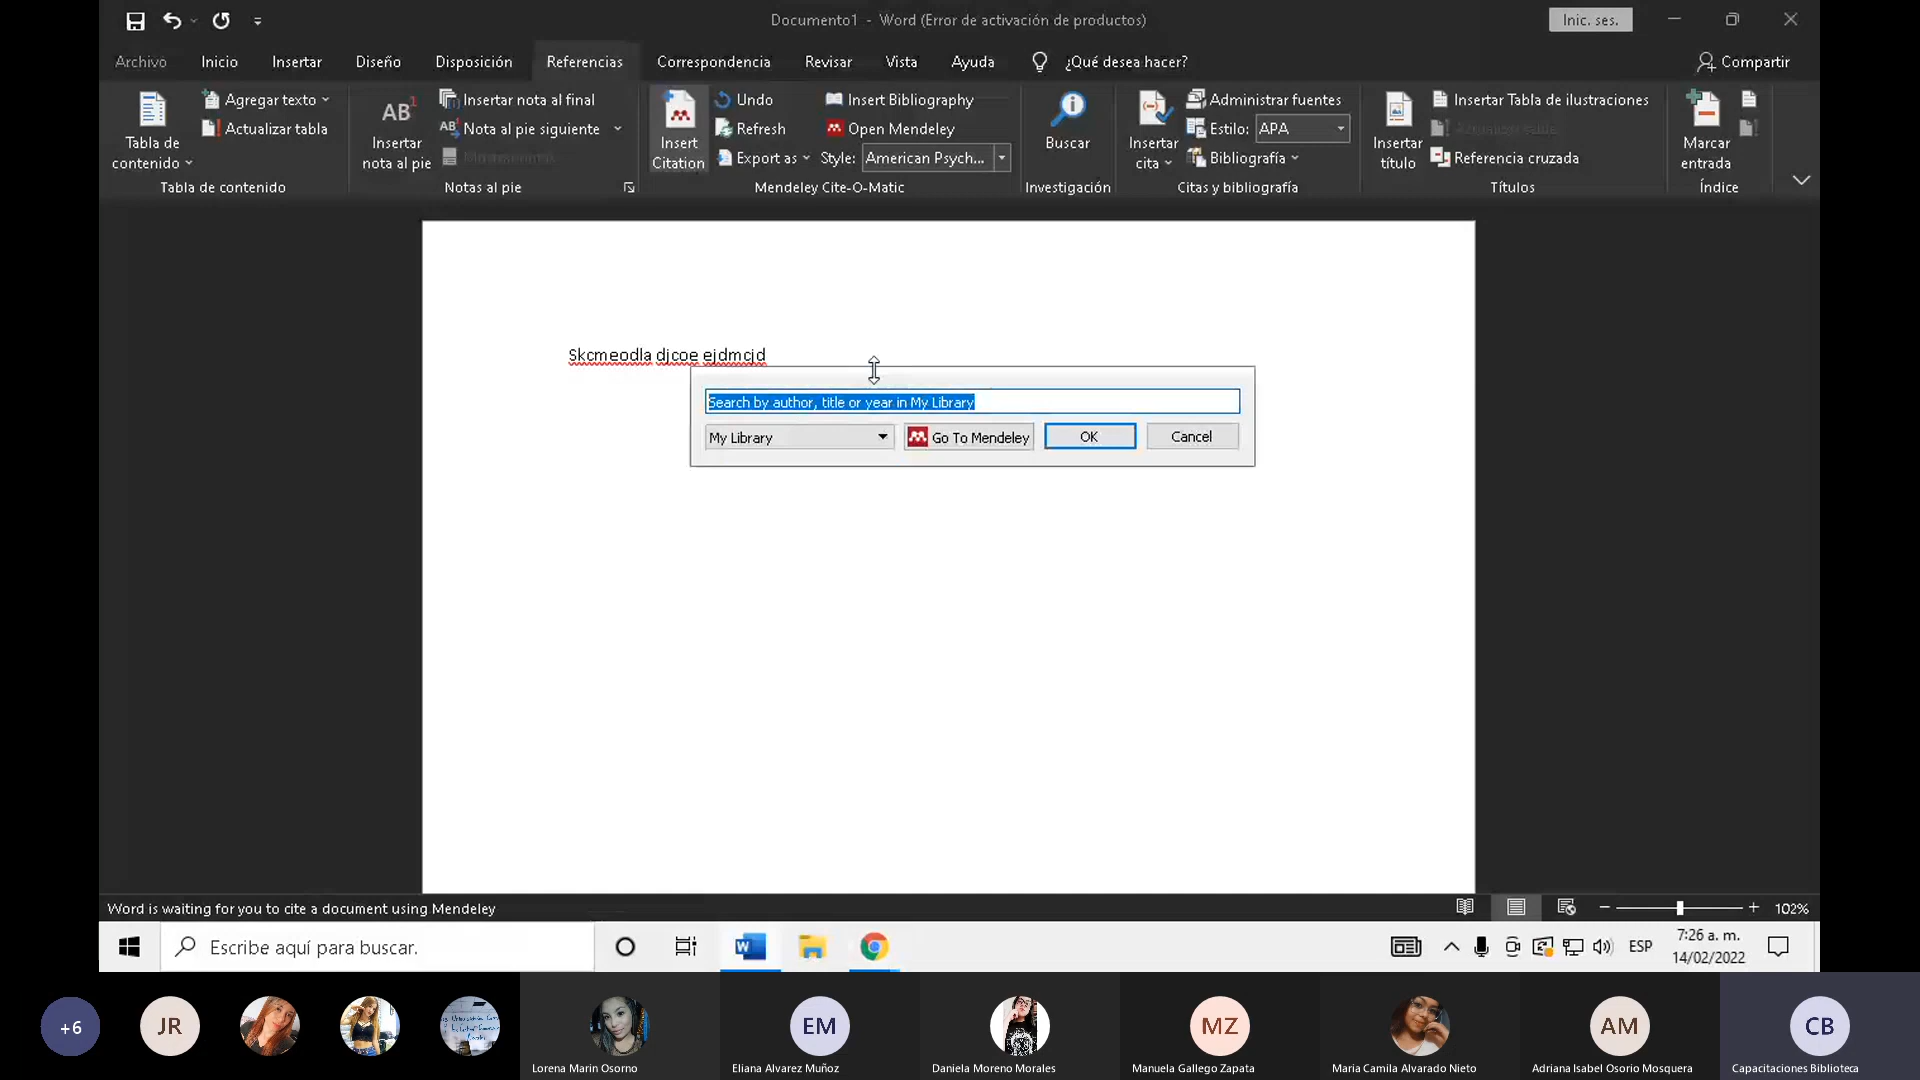 Documento1 - Word (Error de activación de productos)
Inic. ses.
Archivo Inicio Insertar Diseño Disposición Referencias Correspondencia Revisar Vista Ayuda ¿Qué desea hacer? Compartir
Tabla de contenido
Agregar texto
Actualizar tabla
Tabla de contenido
AB1
Insertar nota al pie
Insertar nota al final
Nota al pie siguiente
Notas al pie
Insert Citation
Undo
Refresh
Export as
Insert Bibliography
Open Mendeley
Style: American Psych...
Mendeley Cite-O-Matic
Buscar
Investigación
Insertar cita
Administrar fuentes
Estilo: APA
Bibliografía
Citas y bibliografía
Insertar título
Insertar Tabla de ilustraciones
Referencia cruzada
Títulos
Marcar entrada
Índice
Skcmeodla djcoe ejdmcjd
Search by author, title or year in My Library
My Library Go To Mendeley OK Cancel
Word is waiting for you to cite a document using Mendeley
102%
Escribe aquí para buscar.
ESP
7:26 a. m.
14/02/2022
+6 JR EM MZ AM CB
Lorena Marin Osorno Eliana Alvarez Muñoz Daniela Moreno Morales Manuela Gallego Zapata Maria Camila Alvarado Nieto Adriana Isabel Osorio Mosquera Capacitaciones Biblioteca